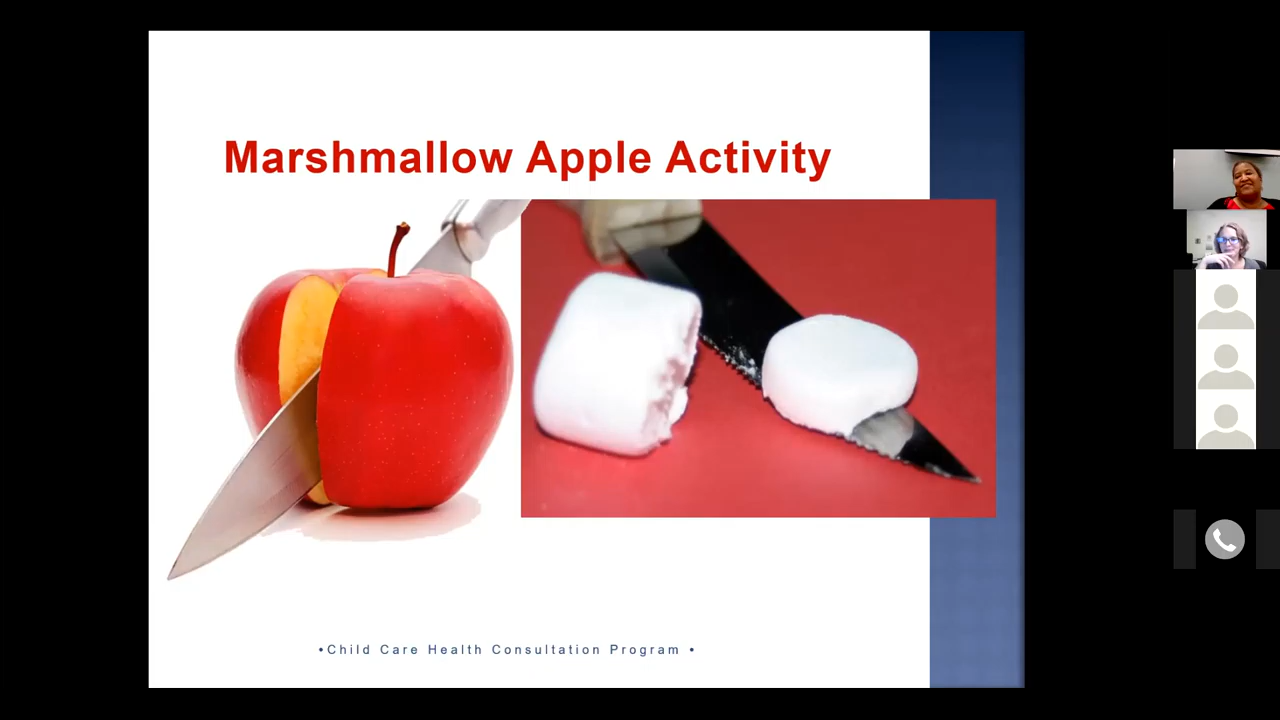 Marshmallow Apple Activity
•Child Care Health Consultation Program •